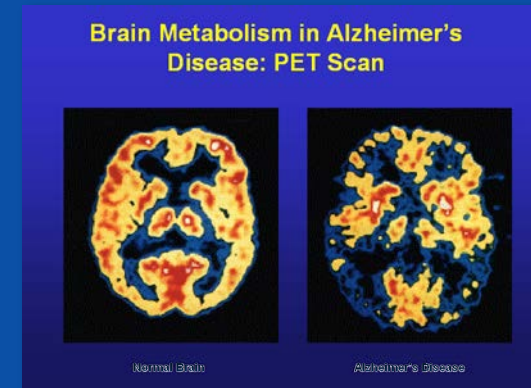 Brain Metabolism in Alzheimer's
Disease: PET Scan
Normal Brain
Alzheimer's Disease